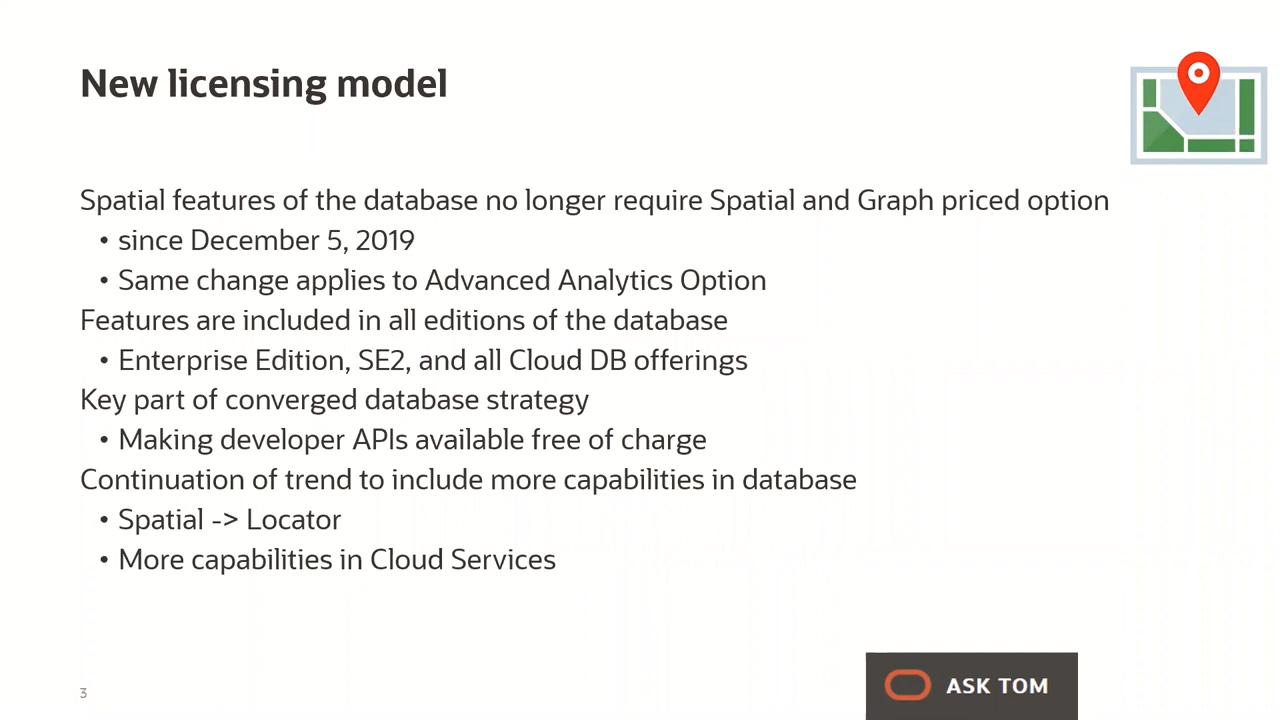 New licensing model
Spatial features of the database no longer require Spatial and Graph priced option
• since December 5, 2019
• Same change applies to Advanced Analytics Option
Features are included in all editions of the database
• Enterprise Edition, SE2, and all Cloud DB offerings
Key part of converged database strategy
• Making developer APIs available free of charge
Continuation of trend to include more capabilities in database
• Spatial -> Locator
• More capabilities in Cloud Services
3
ASK TOM